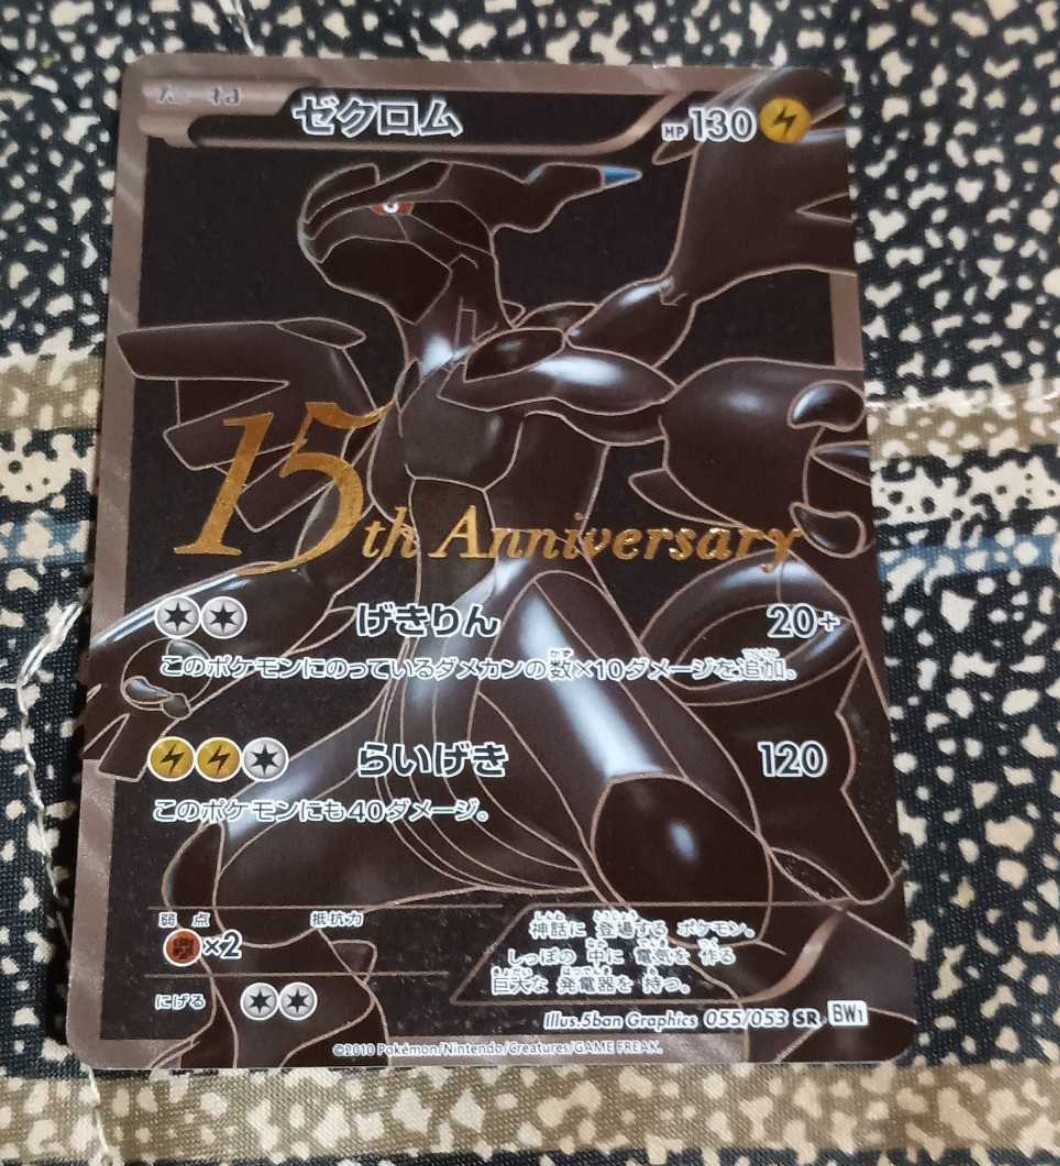 たね
ゼクロム
HP130
15th Anniversary
げきりん 20+
このポケモンにのっているダメカンの数×10ダメージを追加。
らいげき 120
このポケモンにも40ダメージ。
弱点 抵抗力
×2
神話に 登場する ポケモン。
しっぽの 中に 電気を 作る
巨大な 発電器を 持つ。
にげる
Illus.5ban Graphics 055/053 SR BW1
©2010 Pokémon/Nintendo/Creatures/GAME FREAK.